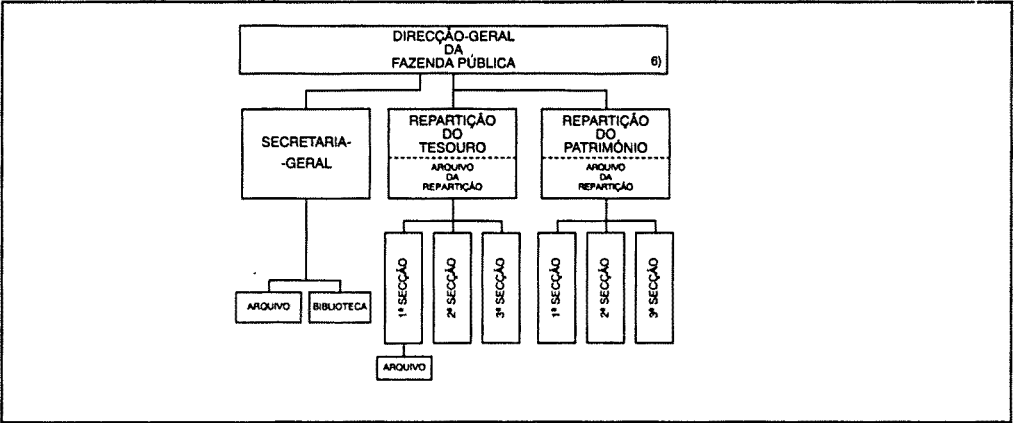 DIRECÇÃO-GERAL
DA
FAZENDA PÚBLICA
6)
SECRETARIA-
-GERAL
REPARTIÇÃO
DO
TESOURO
ARQUIVO
DA
REPARTIÇÃO
REPARTIÇÃO
DO
PATRIMÓNIO
ARQUIVO
DA
REPARTIÇÃO
ARQUIVO
BIBLIOTECA
1ª SECÇÃO
2ª SECÇÃO
3ª SECÇÃO
1ª SECÇÃO
2ª SECÇÃO
3ª SECÇÃO
ARQUIVO